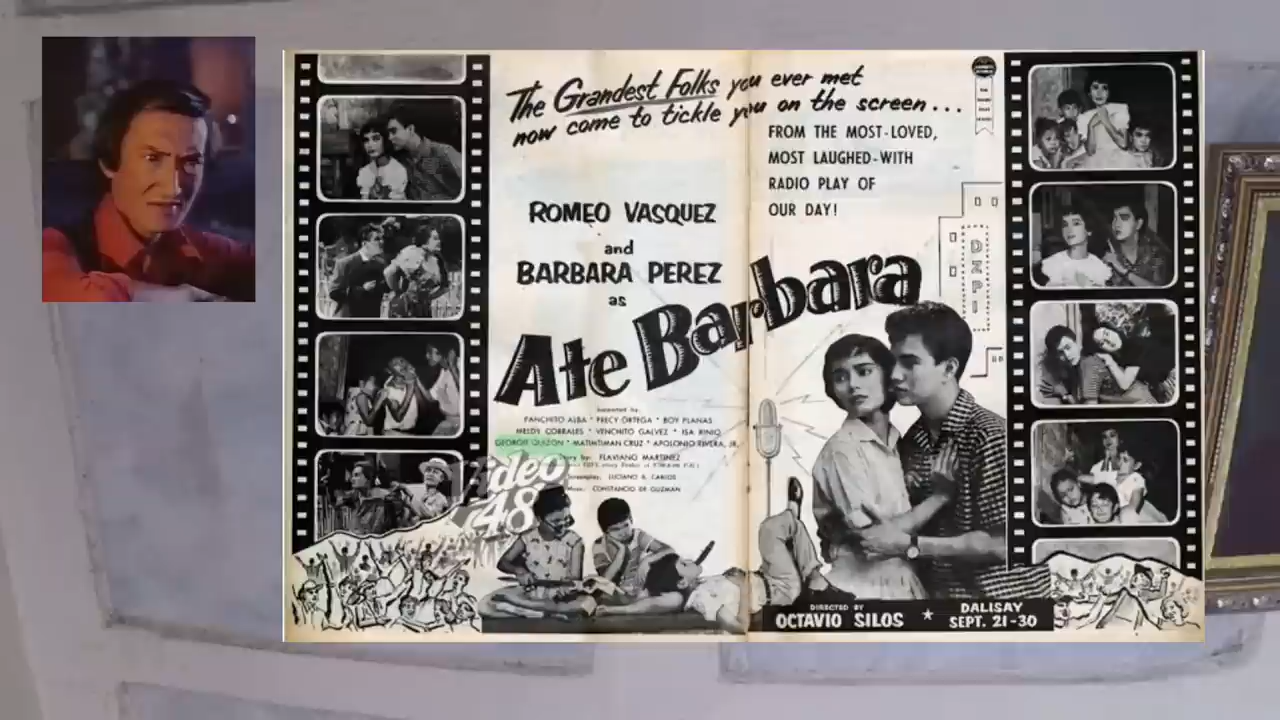 The Grandest Folks you ever met
now come to tickle you on the screen...
FROM THE MOST-LOVED,
MOST LAUGHED-WITH
RADIO PLAY OF
OUR DAY!
ROMEO VASQUEZ
and
BARBARA PEREZ
as
Ate Barbara
DZPI
Supported by:
PANCHITO ALBA * PRECY ORTEGA * BOY PLANAS
MELDY CORRALES * VENCHITO GALVEZ * ISA RINIO
GEORGE QUIZON * MATIMTIMAN CRUZ * APOLONIO RIVERA, JR.
Story by: FLAVIANO MARTINEZ
Screenplay: LUCIANO B. CARLOS
Music: CONSTANCIO DE GUZMAN
Video
48
DIRECTED BY
OCTAVIO SILOS * DALISAY
SEPT. 21-30